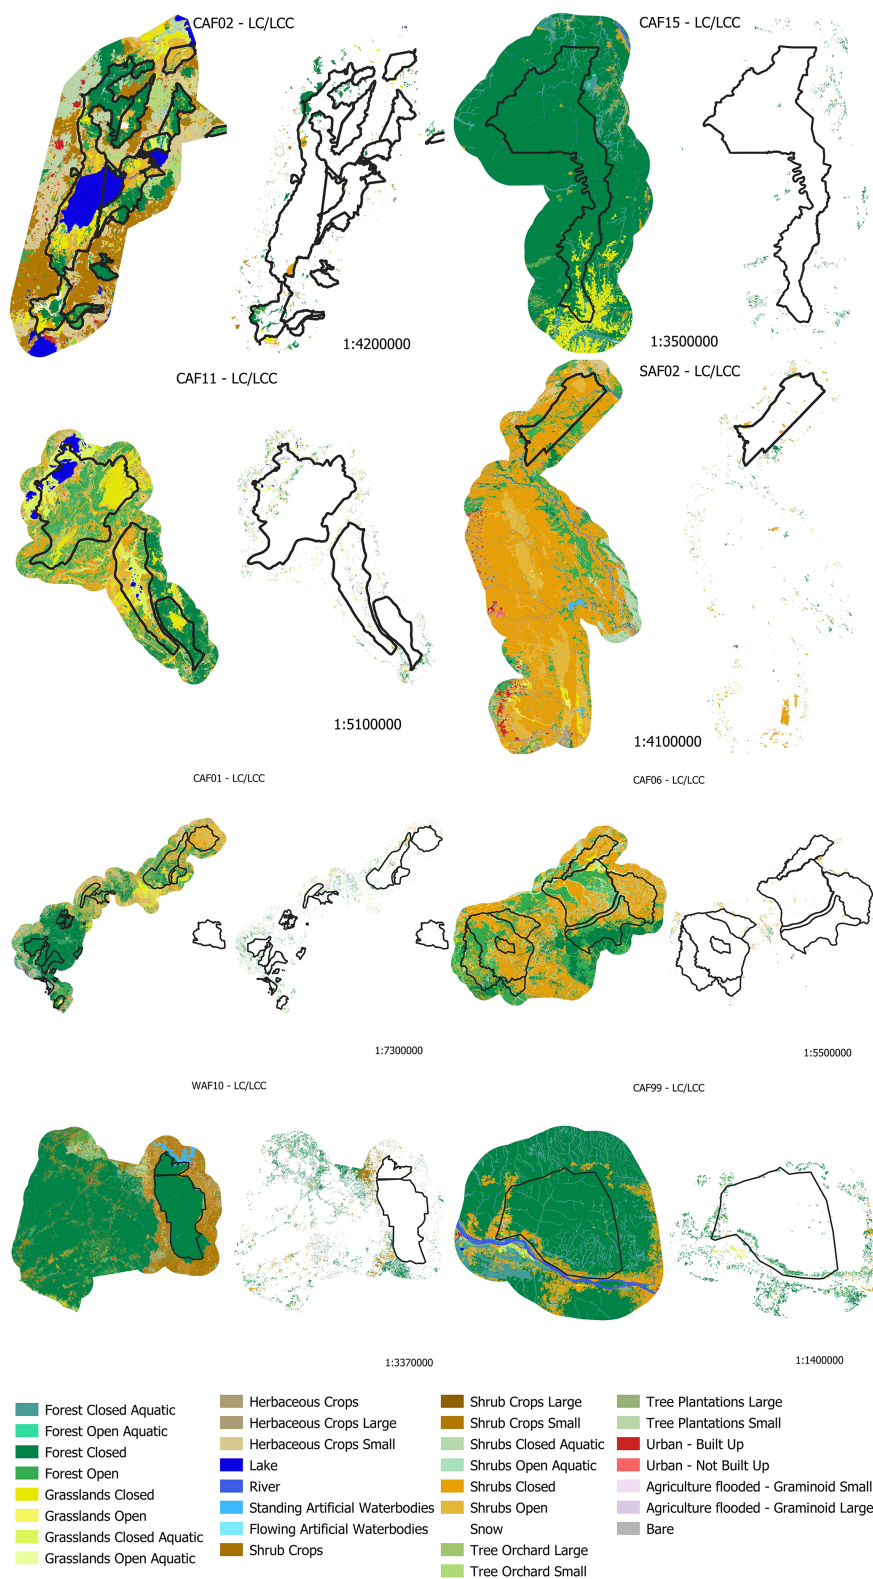 CAF02 - LC/LCC
CAF15 - LC/LCC
1:4200000
1:3500000
CAF11 - LC/LCC
SAF02 - LC/LCC
1:5100000
1:4100000
CAF01 - LC/LCC
CAF06 - LC/LCC
1:7300000
1:5500000
WAF10 - LC/LCC
CAF99 - LC/LCC
1:3370000
1:1400000
Forest Closed Aquatic
Forest Open Aquatic
Forest Closed
Forest Open
Grasslands Closed
Grasslands Open
Grasslands Closed Aquatic
Grasslands Open Aquatic
Herbaceous Crops
Herbaceous Crops Large
Herbaceous Crops Small
Lake
River
Standing Artificial Waterbodies
Flowing Artificial Waterbodies
Shrub Crops
Shrub Crops Large
Shrub Crops Small
Shrubs Closed Aquatic
Shrubs Open Aquatic
Shrubs Closed
Shrubs Open
Snow
Tree Orchard Large
Tree Orchard Small
Tree Plantations Large
Tree Plantations Small
Urban - Built Up
Urban - Not Built Up
Agriculture flooded - Graminoid Small
Agriculture flooded - Graminoid Large
Bare